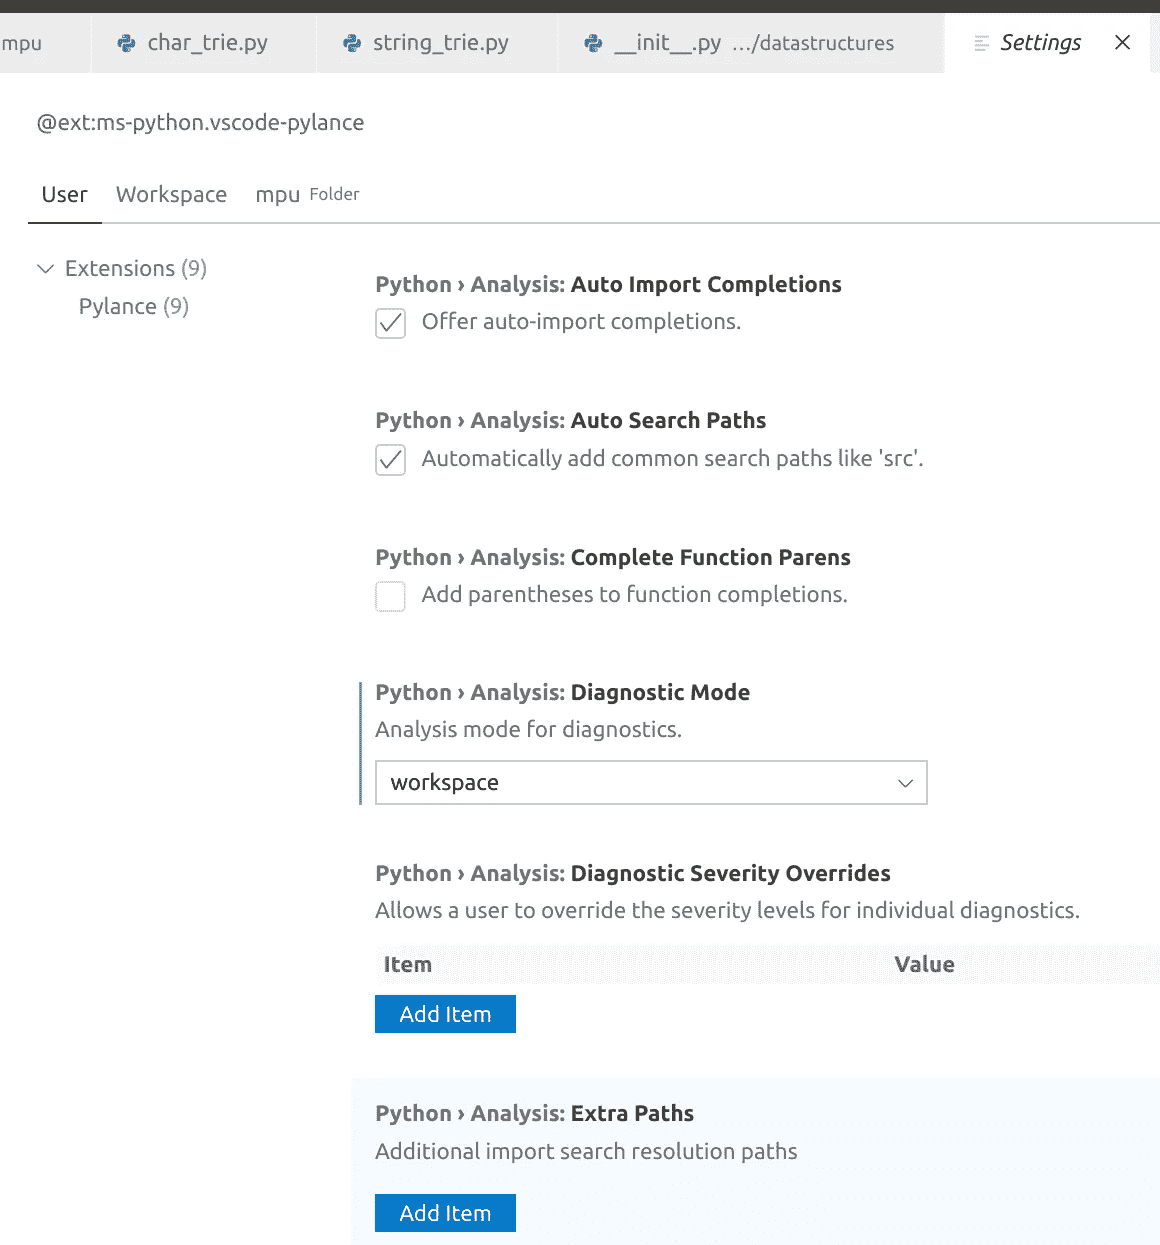 mpu char_trie.py string_trie.py __init__.py .../datastructures Settings
@ext:ms-python.vscode-pylance
User Workspace mpu Folder
Extensions (9)
Pylance (9)
Python › Analysis: Auto Import Completions
Offer auto-import completions.
Python › Analysis: Auto Search Paths
Automatically add common search paths like 'src'.
Python › Analysis: Complete Function Parens
Add parentheses to function completions.
Python › Analysis: Diagnostic Mode
Analysis mode for diagnostics.
workspace
Python › Analysis: Diagnostic Severity Overrides
Allows a user to override the severity levels for individual diagnostics.
Item Value
Add Item
Python › Analysis: Extra Paths
Additional import search resolution paths
Add Item